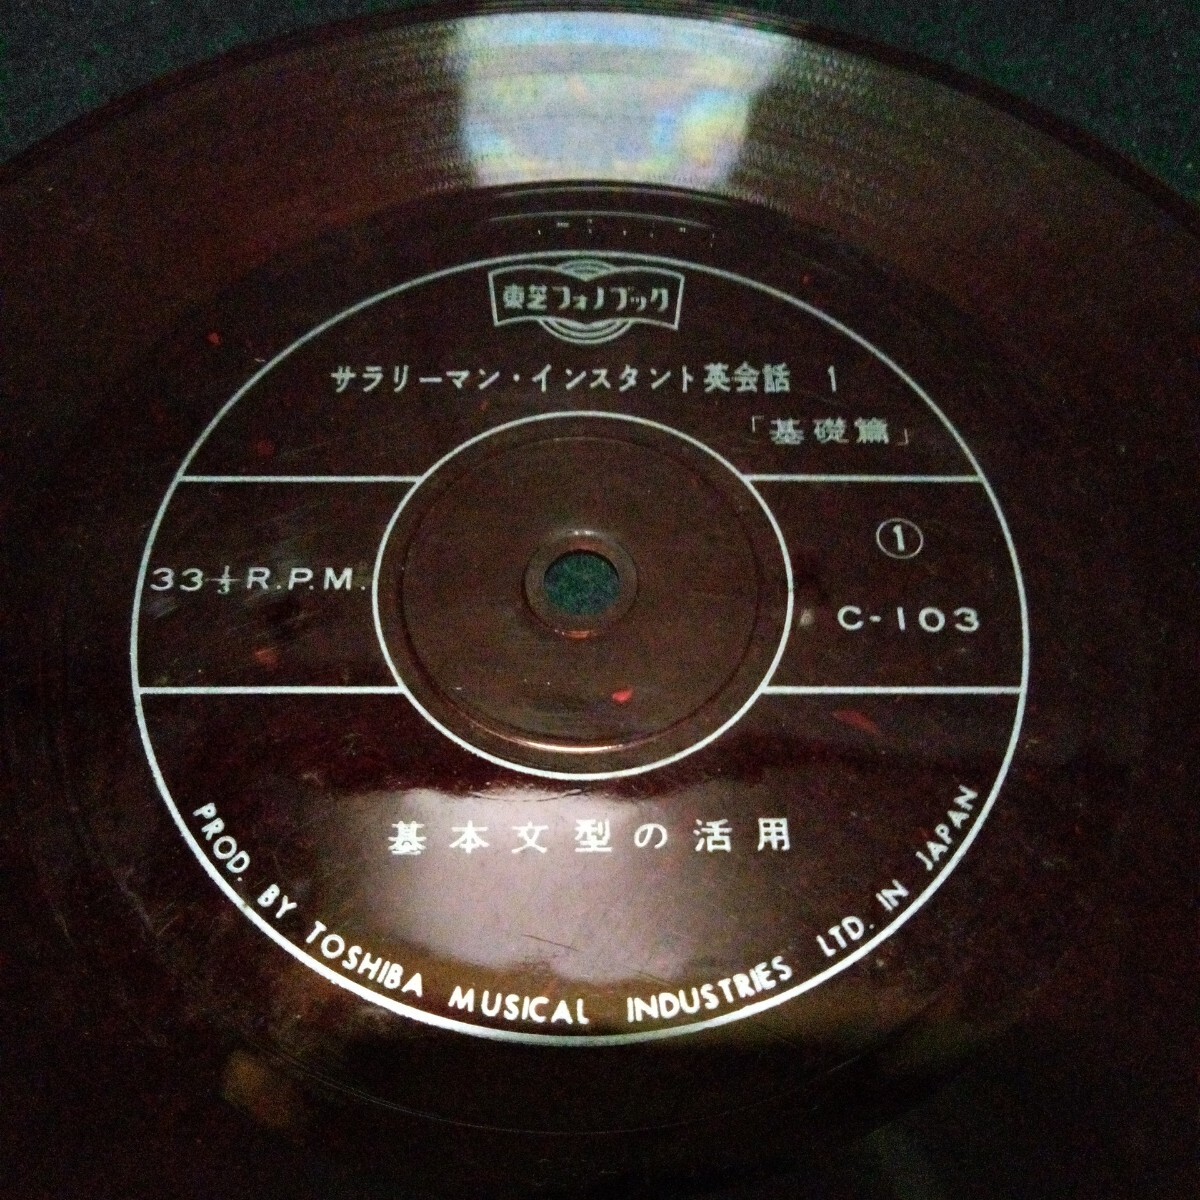 東芝フォノブック
サラリーマン・インスタント英会話 1
「基礎篇」
33⅓R.P.M.
①
C-103
基本文型の活用
PROD. BY TOSHIBA MUSICAL INDUSTRIES LTD. IN JAPAN